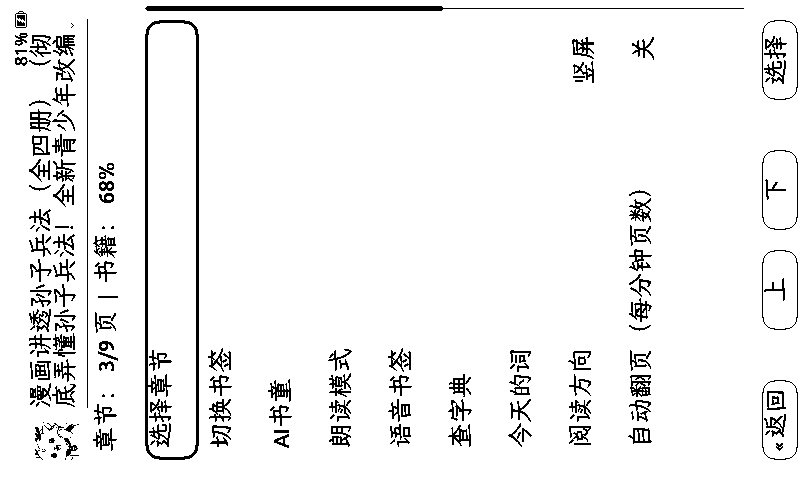 81%
漫画讲透孙子兵法（全四册）（彻
底弄懂孙子兵法！全新青少年改编
章节：3/9 页 | 书籍：68%
选择章节
切换书签
AI书童
朗读模式
语音书签
查字典
今天的词
阅读方向 竖屏
自动翻页（每分钟页数） 关
« 返回
上
下
选择